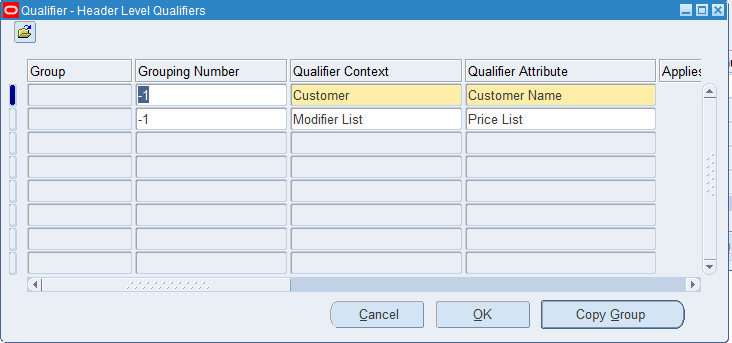 Qualifier - Header Level Qualifiers
Group Grouping Number Qualifier Context Qualifier Attribute Applies
-1 Customer Customer Name
-1 Modifier List Price List
Cancel OK Copy Group